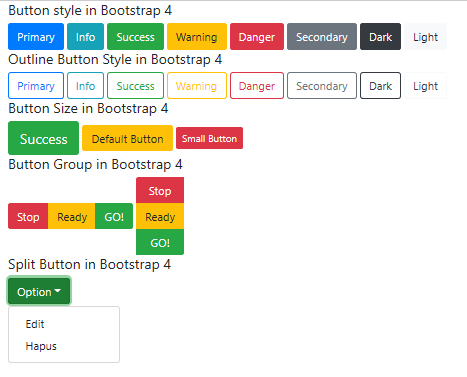 Button style in Bootstrap 4
Primary Info Success Warning Danger Secondary Dark Light
Outline Button Style in Bootstrap 4
Primary Info Success Warning Danger Secondary Dark Light
Button Size in Bootstrap 4
Success Default Button Small Button
Button Group in Bootstrap 4
Stop Ready GO!
Stop
Ready
GO!
Split Button in Bootstrap 4
Option
Edit
Hapus